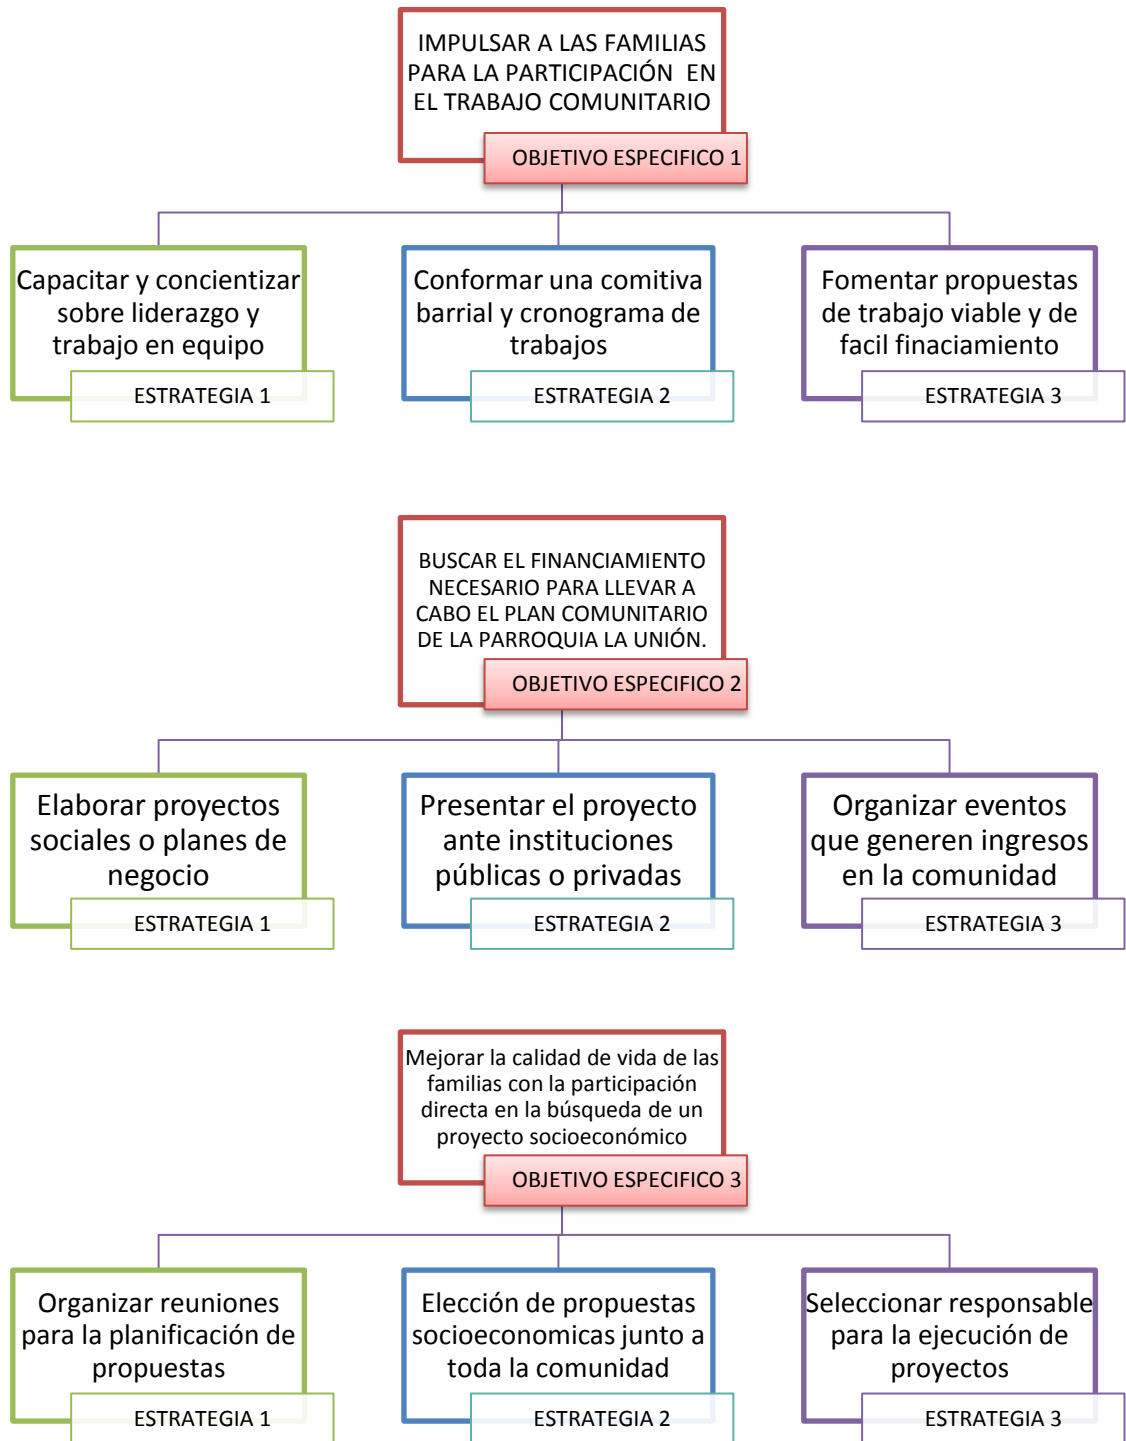 IMPULSAR A LAS FAMILIAS
PARA LA PARTICIPACIÓN EN
EL TRABAJO COMUNITARIO
OBJETIVO ESPECIFICO 1
Capacitar y concientizar
sobre liderazgo y
trabajo en equipo
ESTRATEGIA 1
Conformar una comitiva
barrial y cronograma de
trabajos
ESTRATEGIA 2
Fomentar propuestas
de trabajo viable y de
facil finaciamiento
ESTRATEGIA 3
BUSCAR EL FINANCIAMIENTO
NECESARIO PARA LLEVAR A
CABO EL PLAN COMUNITARIO
DE LA PARROQUIA LA UNIÓN.
OBJETIVO ESPECIFICO 2
Elaborar proyectos
sociales o planes de
negocio
ESTRATEGIA 1
Presentar el proyecto
ante instituciones
públicas o privadas
ESTRATEGIA 2
Organizar eventos
que generen ingresos
en la comunidad
ESTRATEGIA 3
Mejorar la calidad de vida de las
familias con la participación
directa en la búsqueda de un
proyecto socioeconómico
OBJETIVO ESPECIFICO 3
Organizar reuniones
para la planificación de
propuestas
ESTRATEGIA 1
Elección de propuestas
socioeconomicas junto a
toda la comunidad
ESTRATEGIA 2
Seleccionar responsable
para la ejecución de
proyectos
ESTRATEGIA 3